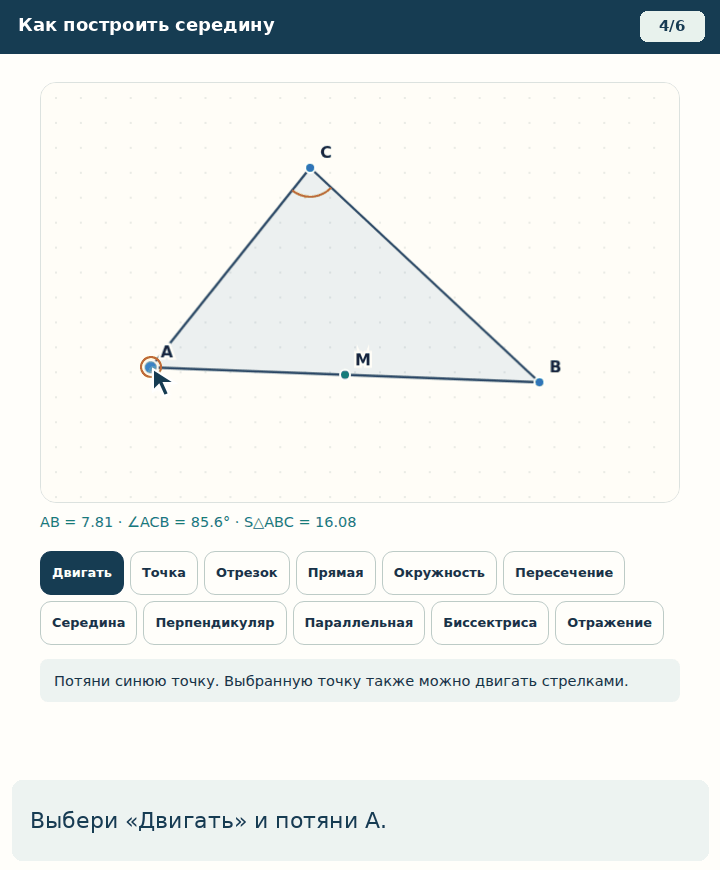 Как построить середину
4/6
C
A
M
B
AB = 7.81 · ∠ACB = 85.6° · S△ABC = 16.08
Двигать Точка Отрезок Прямая Окружность Пересечение
Середина Перпендикуляр Параллельная Биссектриса Отражение
Потяни синюю точку. Выбранную точку также можно двигать стрелками.
Выбери «Двигать» и потяни A.